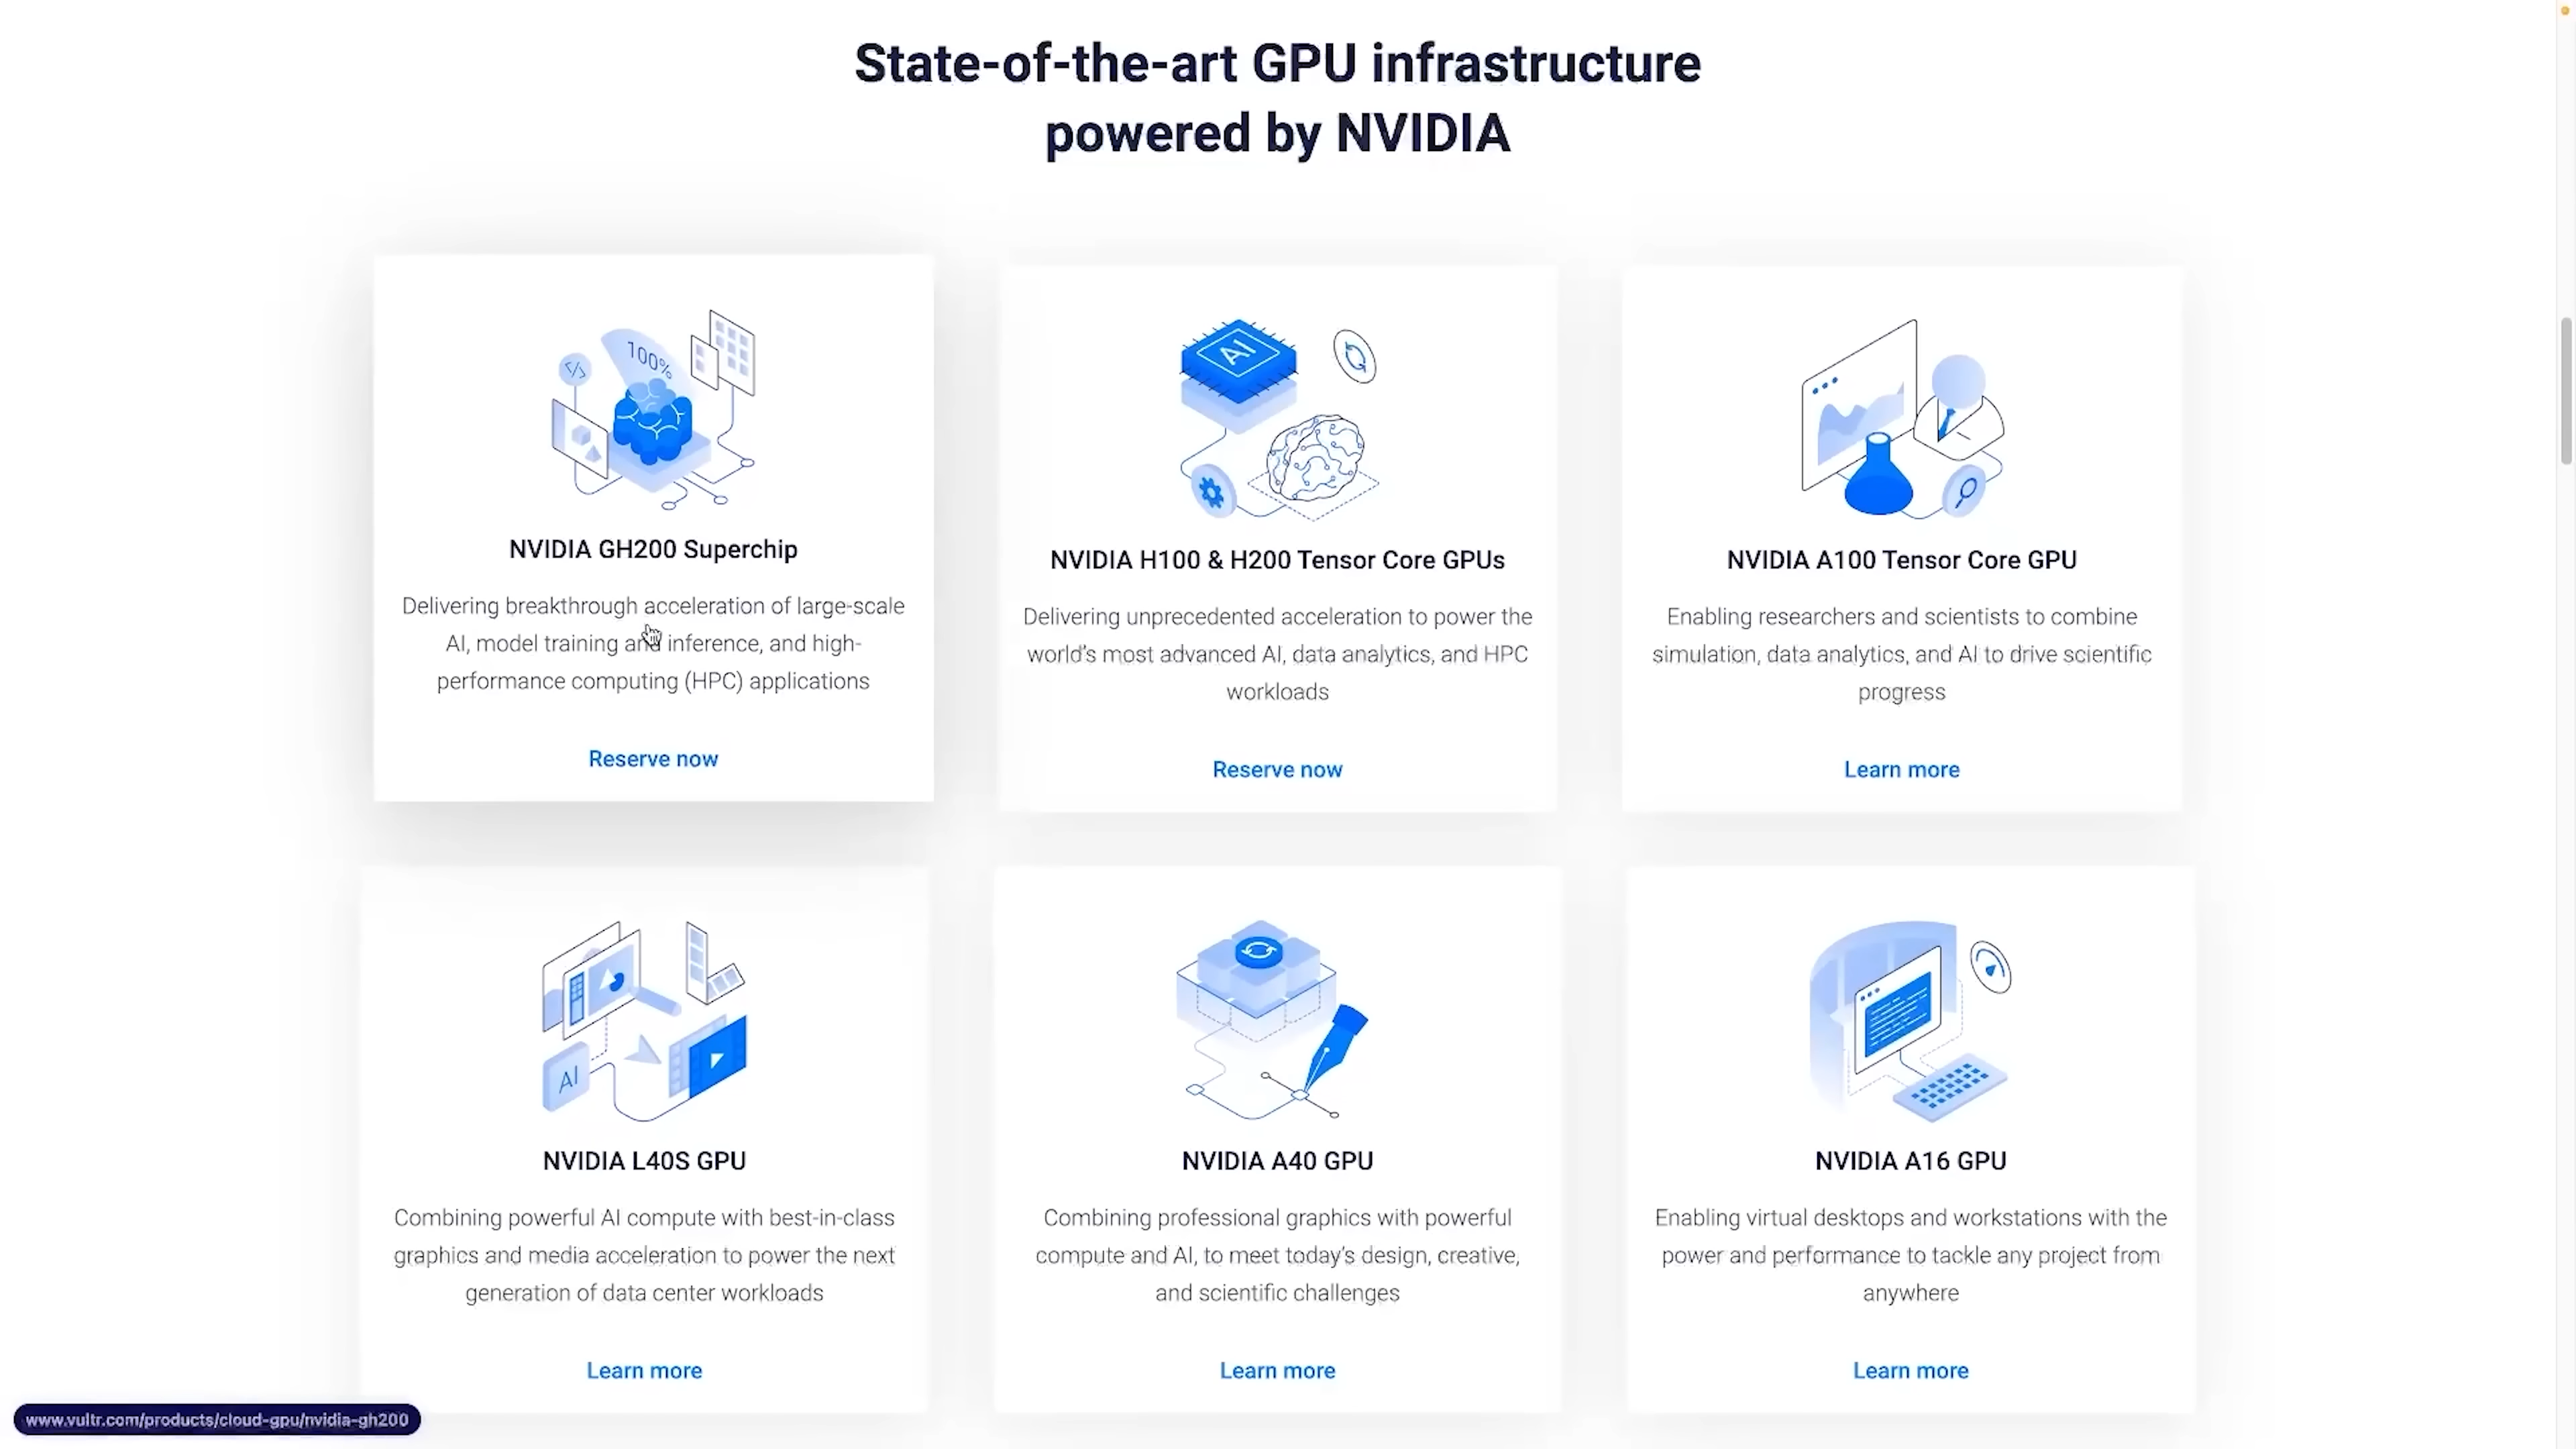 State-of-the-art GPU infrastructure
powered by NVIDIA
100%
</>
NVIDIA GH200 Superchip
Delivering breakthrough acceleration of large-scale
AI, model training and inference, and high-
performance computing (HPC) applications
Reserve now
AI
NVIDIA H100 & H200 Tensor Core GPUs
Delivering unprecedented acceleration to power the
world's most advanced AI, data analytics, and HPC
workloads
Reserve now
NVIDIA A100 Tensor Core GPU
Enabling researchers and scientists to combine
simulation, data analytics, and AI to drive scientific
progress
Learn more
AI
NVIDIA L40S GPU
Combining powerful AI compute with best-in-class
graphics and media acceleration to power the next
generation of data center workloads
Learn more
NVIDIA A40 GPU
Combining professional graphics with powerful
compute and AI, to meet today's design, creative,
and scientific challenges
Learn more
NVIDIA A16 GPU
Enabling virtual desktops and workstations with the
power and performance to tackle any project from
anywhere
Learn more
www.vultr.com/products/cloud-gpu/nvidia-gh200